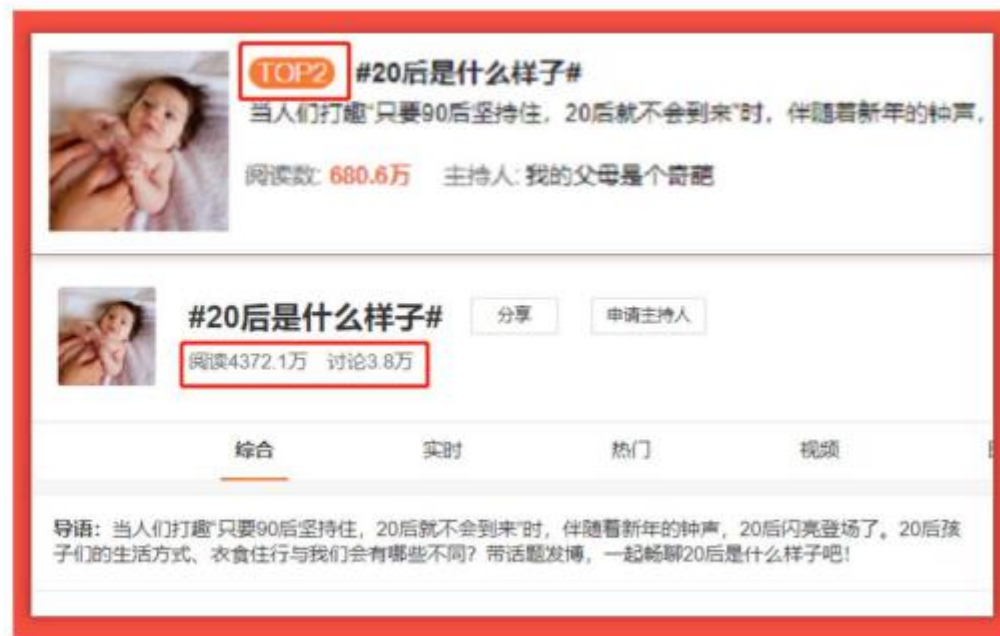 TOP2 #20后是什么样子#
当人们打趣“只要90后坚持住，20后就不会到来”时，伴随着新年的钟声，
阅读数: 680.6万 主持人: 我的父母是个奇葩
#20后是什么样子# 分享 申请主持人
阅读4372.1万 讨论3.8万
综合 实时 热门 视频
导语：当人们打趣“只要90后坚持住，20后就不会到来”时，伴随着新年的钟声，20后闪亮登场了。20后孩
子们的生活方式、衣食住行与我们会有哪些不同？带话题发博，一起畅聊20后是什么样子吧！